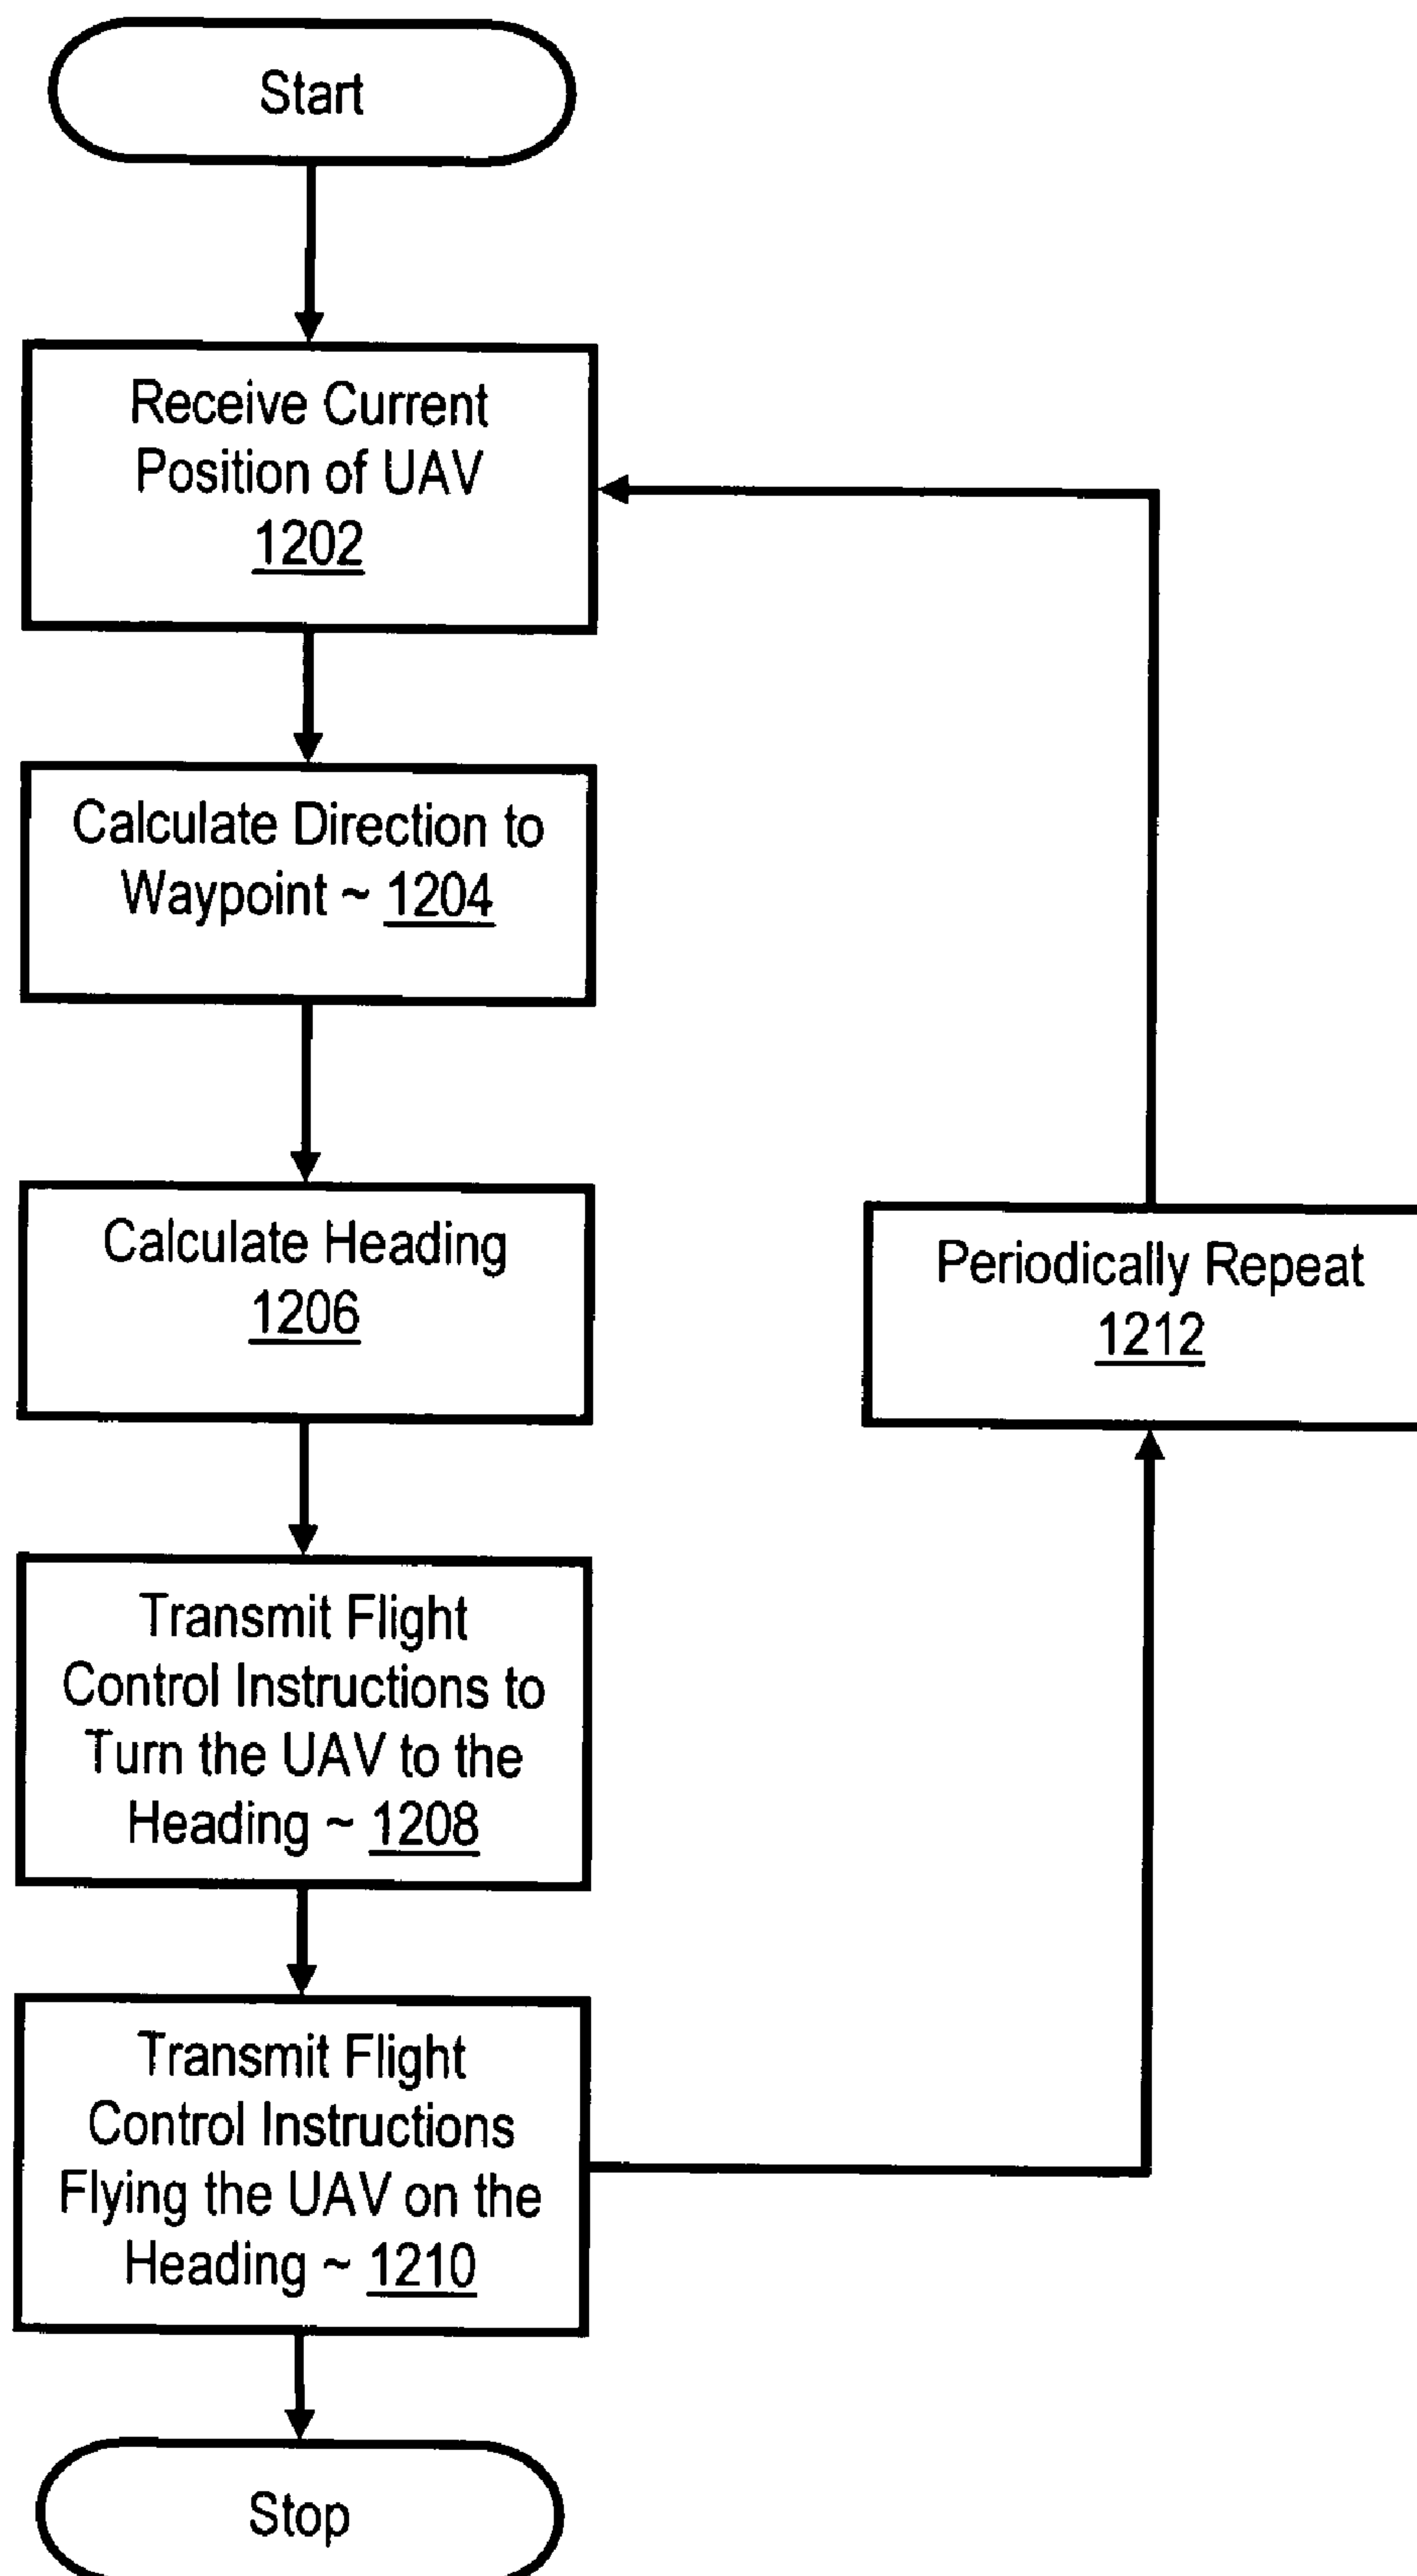 Start
Receive Current
Position of UAV
1202
Calculate Direction to
Waypoint ~ 1204
Calculate Heading
1206
Periodically Repeat
1212
Transmit Flight
Control Instructions to
Turn the UAV to the
Heading ~ 1208
Transmit Flight
Control Instructions
Flying the UAV on the
Heading ~ 1210
Stop